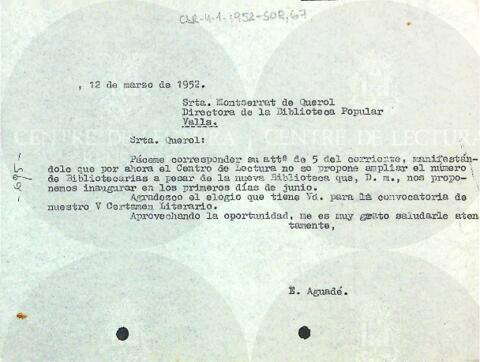 CLR-4-1-1952-SOR,67
, 12 de marzo de 1952.
Srta. Montserrat de Querol
Directora de la Biblioteca Popular
Valls.
Srta. Querol:
Pláceme corresponder su attª de 5 del corriente, manifestán-
dole que por ahora el Centro de Lectura no se propone ampliar el número
de Bibliotecarias a pesar de la nueva Biblioteca que, D. m., nos propo-
nemos inaugurar en los primeros días de junio.
Agradezco el elogio que tiene Vd. para la convocatoria de
nuestro V Certamen Literario.
Aprovechando la oportunidad, me es muy grato saludarle aten
tamente,
E. Aguadé.